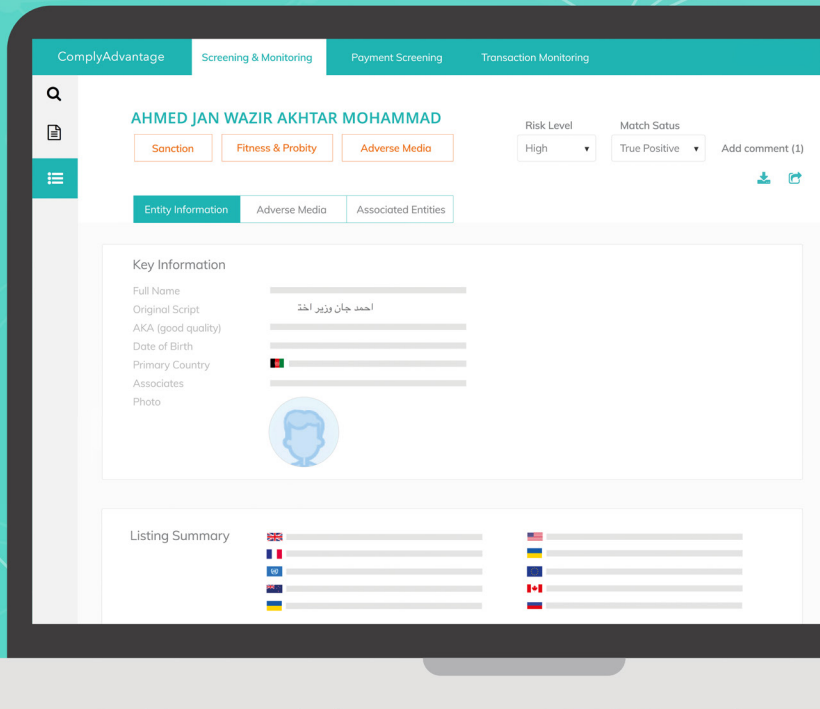 ComplyAdvantage Screening & Monitoring Payment Screening Transaction Monitoring
AHMED JAN WAZIR AKHTAR MOHAMMAD
Risk Level Match Satus
Sanction Fitness & Probity Adverse Media High True Positive Add comment (1)
Entity Information Adverse Media Associated Entities
Key Information
Full Name
Original Script احمد جان وزیر اخت
AKA (good quality)
Date of Birth
Primary Country
Associates
Photo
Listing Summary